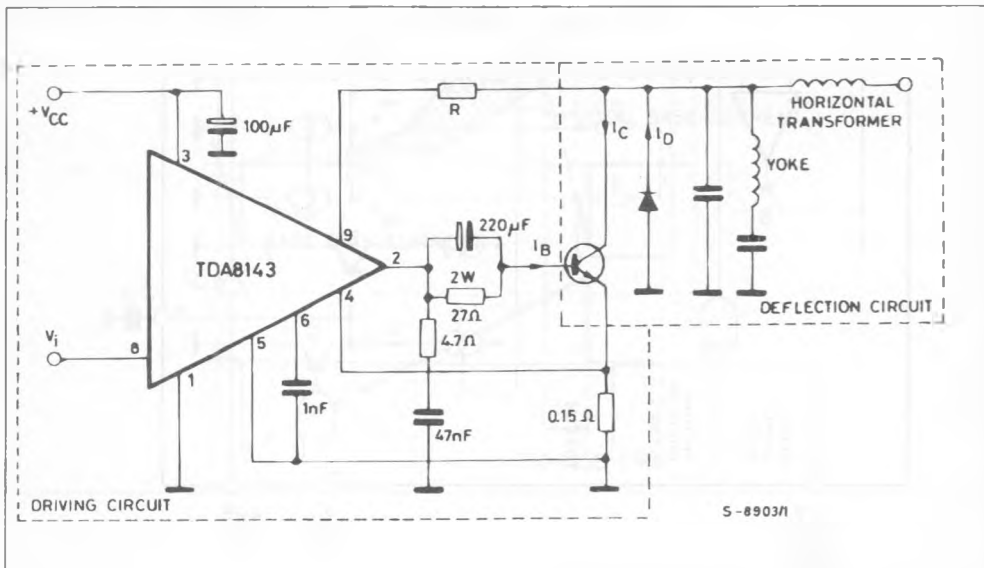 +VCC
100µF
3
R
IC
ID
HORIZONTAL
TRANSFORMER
YOKE
9
220µF
TDA8143
2
IB
2W
27Ω
4
4.7Ω
DEFLECTION CIRCUIT
Vi
8
6
5
1
1nF
47nF
0.15Ω
DRIVING CIRCUIT
S-8903/1